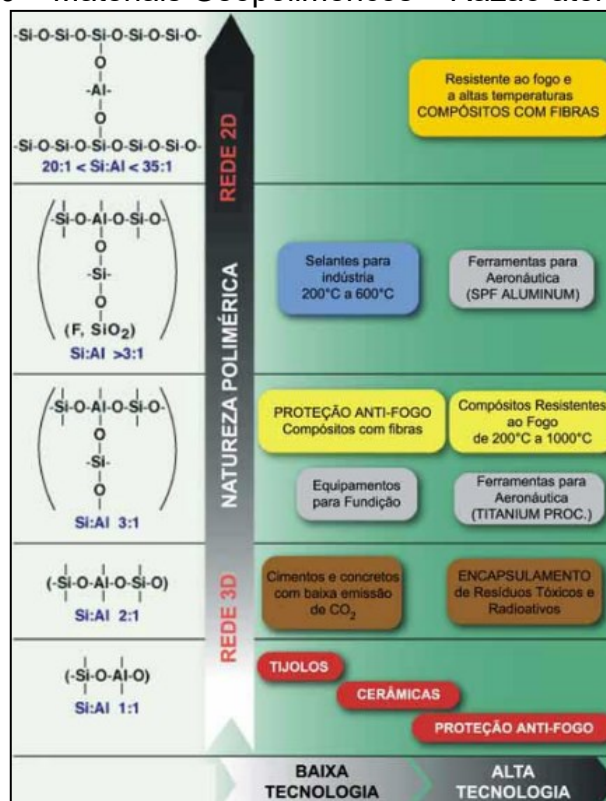 Materiais Geopoliméricos
-Si-O-Si-O-Si-O-Si-O-Si-O-Si-O-
O
-Al-
O
-Si-O-Si-O-Si-O-Si-O-Si-O-Si-O-
20:1 < Si:Al < 35:1
Resistente ao fogo e
a altas temperaturas
COMPÓSITOS COM FIBRAS
REDE 2D
-Si-O-Al-O-Si-O-
O
-Si-
O
(F, SiO2)
Si:Al >3:1
Selantes para
indústria
200°C a 600°C
Ferramentas para
Aeronáutica
(SPF ALUMINUM)
NATUREZA POLIMÉRICA
-Si-O-Al-O-Si-O-
O
-Si-
O
Si:Al 3:1
PROTEÇÃO ANTI-FOGO
Compósitos com fibras
Compósitos Resistentes
ao Fogo
de 200°C a 1000°C
Equipamentos
para Fundição
Ferramentas para
Aeronáutica
(TITANIUM PROC.)
REDE 3D
(-Si-O-Al-O-Si-O)
Si:Al 2:1
Cimentos e concretos
com baixa emissão
de CO2
ENCAPSULAMENTO
de Resíduos Tóxicos e
Radioativos
(-Si-O-Al-O)
Si:Al 1:1
TIJOLOS
CERÂMICAS
PROTEÇÃO ANTI-FOGO
BAIXA
TECNOLOGIA
ALTA
TECNOLOGIA